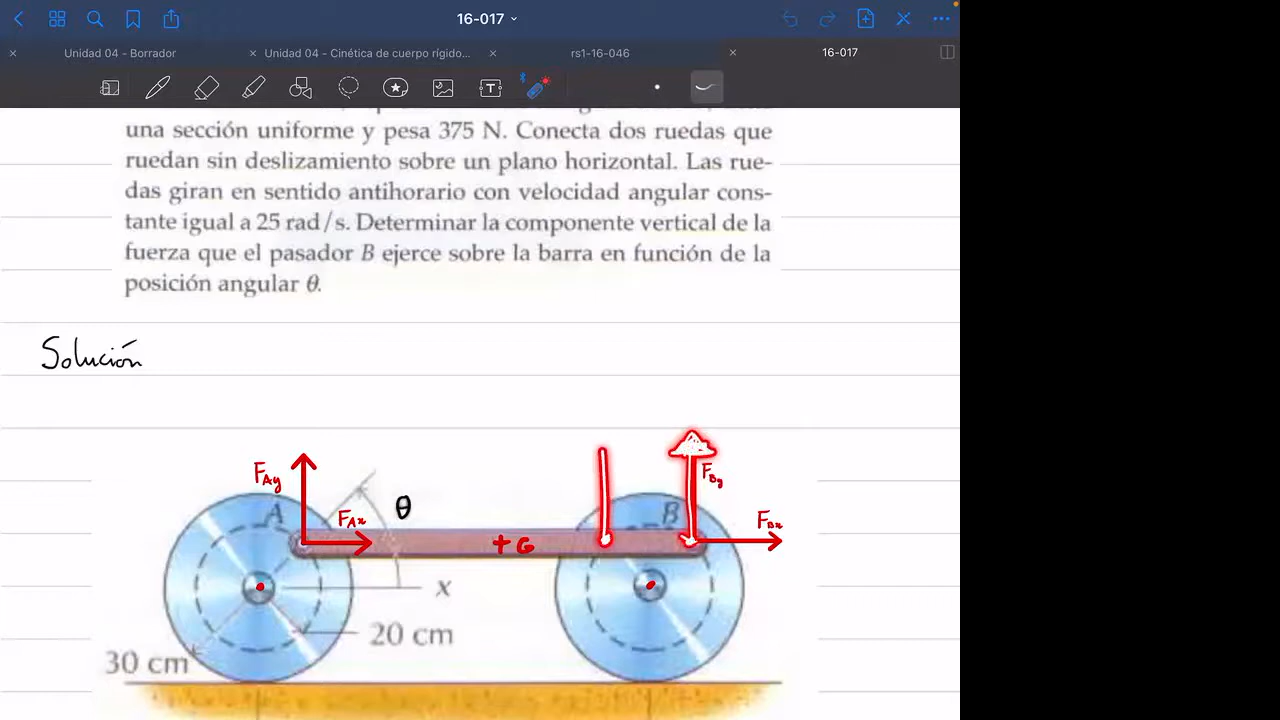 16-017
Unidad 04 - Borrador
Unidad 04 - Cinética de cuerpo rígido...
rs1-16-046
16-017
una sección uniforme y pesa 375 N. Conecta dos ruedas que
ruedan sin deslizamiento sobre un plano horizontal. Las rue-
das giran en sentido antihorario con velocidad angular cons-
tante igual a 25 rad/s. Determinar la componente vertical de la
fuerza que el pasador B ejerce sobre la barra en función de la
posición angular θ.
Solución
FAy
A
FAx
θ
+G
B
FBy
FBx
x
20 cm
30 cm